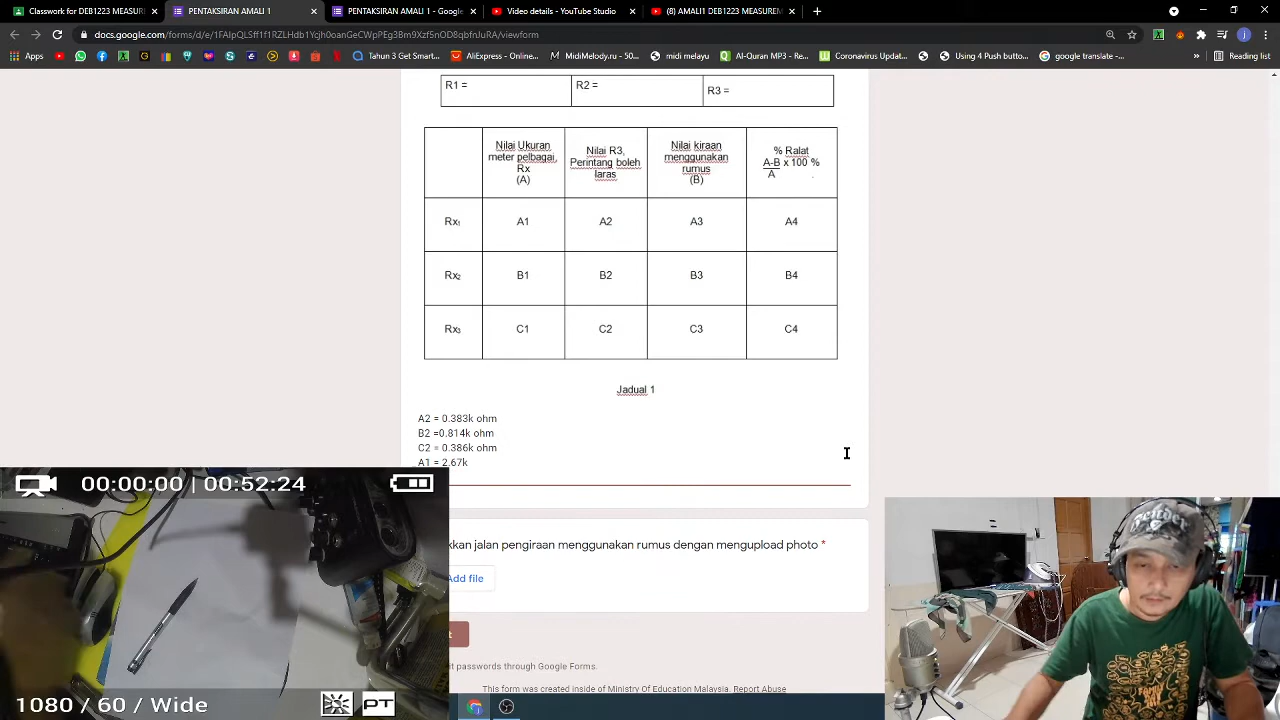 Classwork for DEB1223 MEASURI
PENTAKSIRAN AMALI 1
PENTAKSIRAN AMALI 1 - Google
Video details - YouTube Studio
(8) AMALI1 DEB1223 MEASUREM
docs.google.com/forms/d/e/1FAIpQLSff1f1RZLHdb1Ycjh0oanGeCWpPEg3Bm9Xzf5nOD8qbfnJuRA/viewform
Apps
Tahun 3 Get Smart...
AliExpress - Online...
MidiMelody.ru - 50...
midi melayu
Al-Quran MP3 - Re...
Coronavirus Updat...
Using 4 Push butto...
google translate -...
Reading list
R1 =
R2 =
R3 =
Nilai Ukuran meter pelbagai, Rx (A)
Nilai R3, Perintang boleh laras
Nilai kiraan menggunakan rumus (B)
% Ralat A-B x 100 % A
Rx1 A1 A2 A3 A4
Rx2 B1 B2 B3 B4
Rx3 C1 C2 C3 C4
Jadual 1
A2 = 0.383k ohm
B2 =0.814k ohm
C2 = 0.386k ohm
A1 = 2.67k
kkan jalan pengiraan menggunakan rumus dengan mengupload photo *
Add file
it passwords through Google Forms.
This form was created inside of Ministry Of Education Malaysia. Report Abuse
00:00:00 | 00:52:24
1080 / 60 / Wide
PT